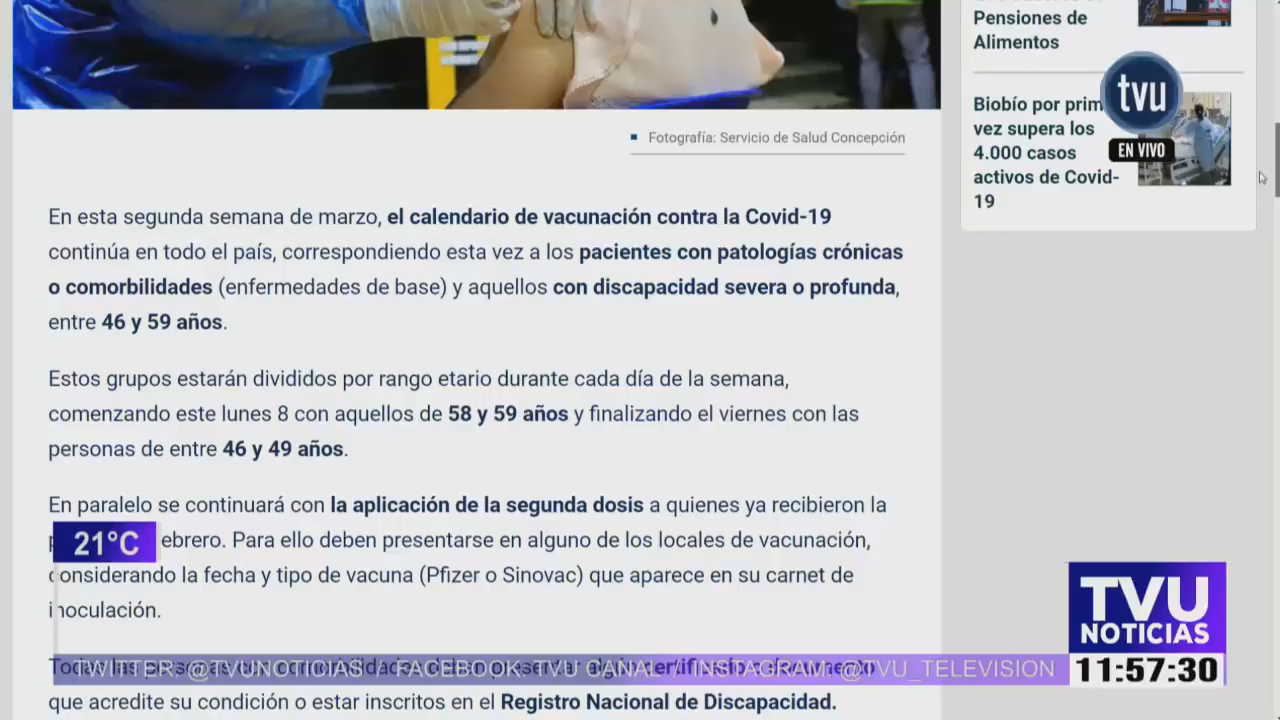 Pensiones de
Alimentos
Biobío por prim
vez supera los
4.000 casos
activos de Covid-
19
tvu
EN VIVO
Fotografía: Servicio de Salud Concepción
En esta segunda semana de marzo, el calendario de vacunación contra la Covid-19
continúa en todo el país, correspondiendo esta vez a los pacientes con patologías crónicas
o comorbilidades (enfermedades de base) y aquellos con discapacidad severa o profunda,
entre 46 y 59 años.
Estos grupos estarán divididos por rango etario durante cada día de la semana,
comenzando este lunes 8 con aquellos de 58 y 59 años y finalizando el viernes con las
personas de entre 46 y 49 años.
En paralelo se continuará con la aplicación de la segunda dosis a quienes ya recibieron la
21°C
ebrero. Para ello deben presentarse en alguno de los locales de vacunación,
considerando la fecha y tipo de vacuna (Pfizer o Sinovac) que aparece en su carnet de
inoculación.
TWITTER @TVUNOTICIAS / FACEBOOK TVU CANAL / INSTAGRAM @TVU_TELEVISION
que acredite su condición o estar inscritos en el Registro Nacional de Discapacidad.
TVU
NOTICIAS
11:57:30